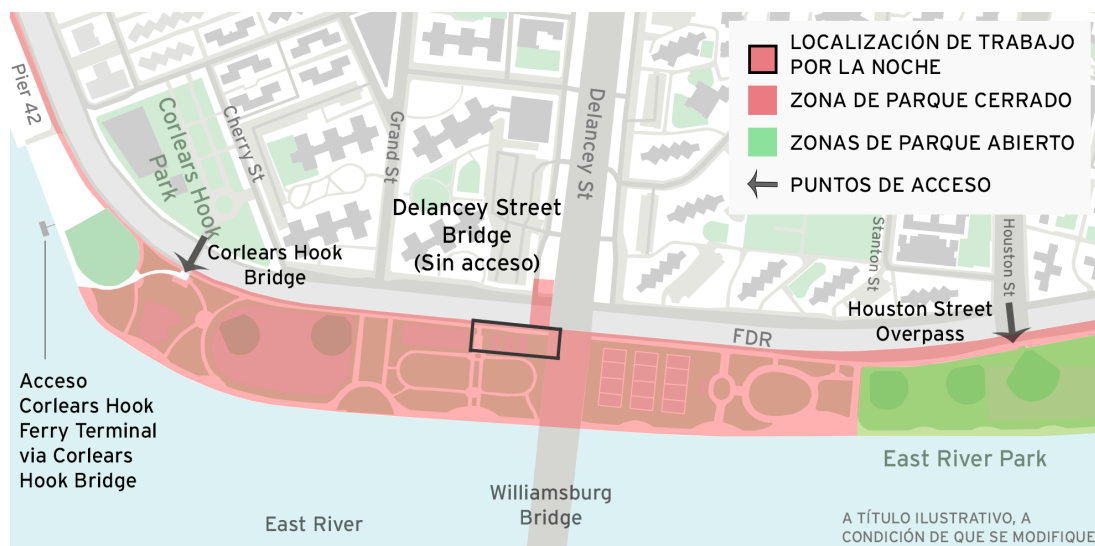 LOCALIZACIÓN DE TRABAJO
POR LA NOCHE
ZONA DE PARQUE CERRADO
ZONAS DE PARQUE ABIERTO
PUNTOS DE ACCESO
Pier 42
Corlears Hook
Park
Cherry St
Grand St
Delancey St
Stanton St
Houston St
Delancey Street
Bridge
(Sin acceso)
Corlears Hook
Bridge
Houston Street
Overpass
FDR
Acceso
Corlears Hook
Ferry Terminal
via Corlears
Hook Bridge
East River Park
Williamsburg
Bridge
East River
A TÍTULO ILUSTRATIVO, A
CONDICIÓN DE QUE SE MODIFIQUE